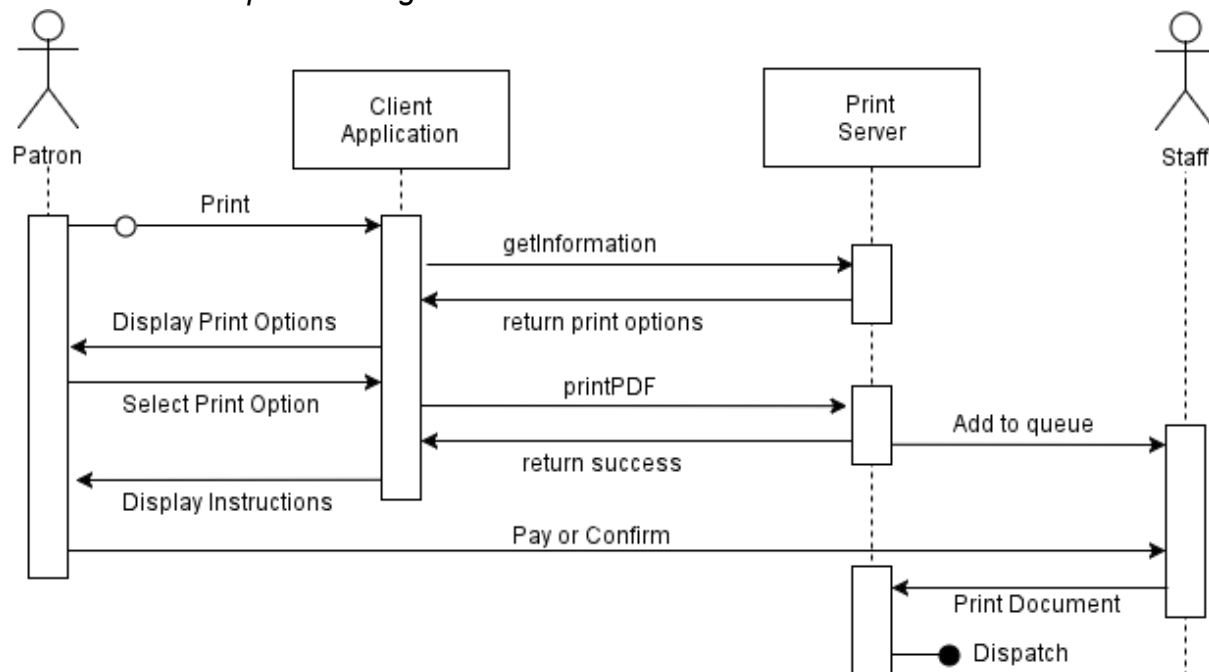 Client
Application
Print
Server
Patron
Staff
Print
getInformation
return print options
Display Print Options
Select Print Option
printPDF
Add to queue
return success
Display Instructions
Pay or Confirm
Print Document
Dispatch